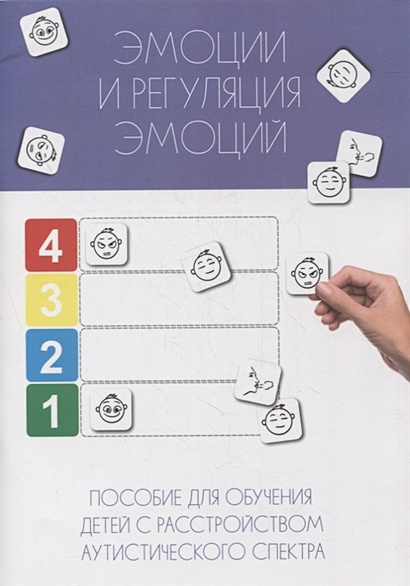 ЭМОЦИИ
И РЕГУЛЯЦИЯ
ЭМОЦИЙ
4
3
2
1
ПОСОБИЕ ДЛЯ ОБУЧЕНИЯ
ДЕТЕЙ С РАССТРОЙСТВОМ
АУТИСТИЧЕСКОГО СПЕКТРА